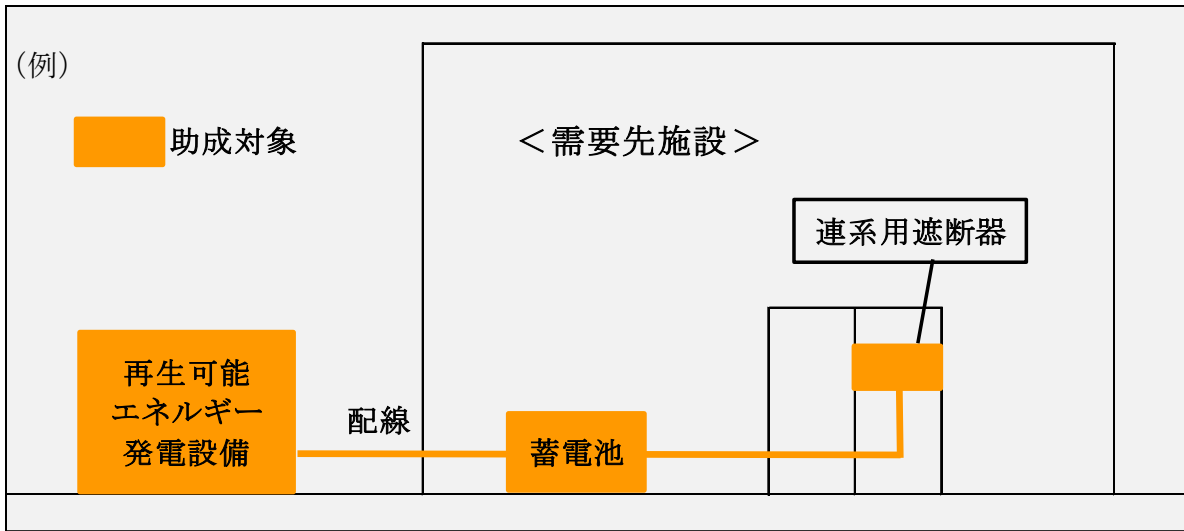 (例)
助成対象
＜需要先施設＞
連系用遮断器
再生可能
エネルギー
発電設備
配線
蓄電池